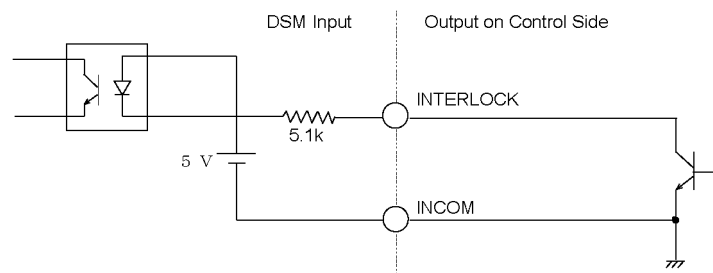 DSM Input
Output on Control Side
INTERLOCK
5.1k
5 V
INCOM